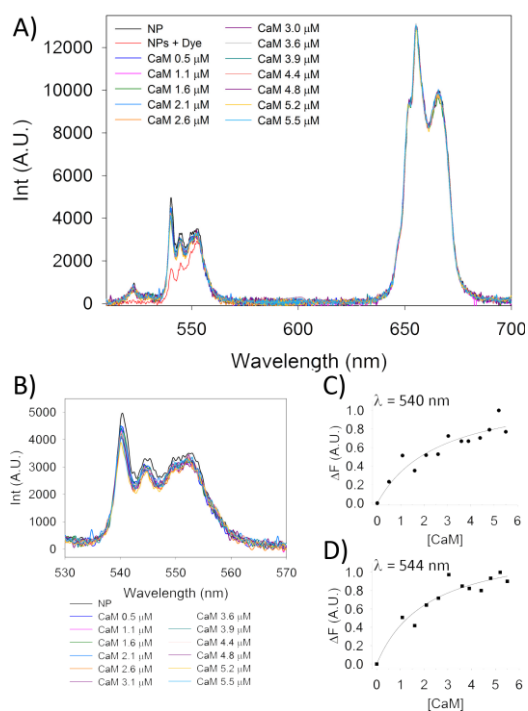 A)
NP
NPs + Dye
CaM 0.5 μM
CaM 1.1 μM
CaM 1.6 μM
CaM 2.1 μM
CaM 2.6 μM
CaM 3.0 μM
CaM 3.6 μM
CaM 3.9 μM
CaM 4.4 μM
CaM 4.8 μM
CaM 5.2 μM
CaM 5.5 μM
Int (A.U.)
12000
10000
8000
6000
4000
2000
0
550 600 650 700
Wavelength (nm)
B)
Int (A.U.)
5000
4000
3000
2000
1000
0
530 540 550 560 570
Wavelength (nm)
NP
CaM 0.5 μM
CaM 1.1 μM
CaM 1.6 μM
CaM 2.1 μM
CaM 2.6 μM
CaM 3.1 μM
CaM 3.6 μM
CaM 3.9 μM
CaM 4.4 μM
CaM 4.8 μM
CaM 5.2 μM
CaM 5.5 μM
C)
λ = 540 nm
ΔF (A.U.)
1.0
0.8
0.6
0.4
0.2
0.0
0 1 2 3 4 5 6
[CaM]
D)
λ = 544 nm
ΔF (A.U.)
1.0
0.8
0.6
0.4
0.2
0.0
0 1 2 3 4 5 6
[CaM]